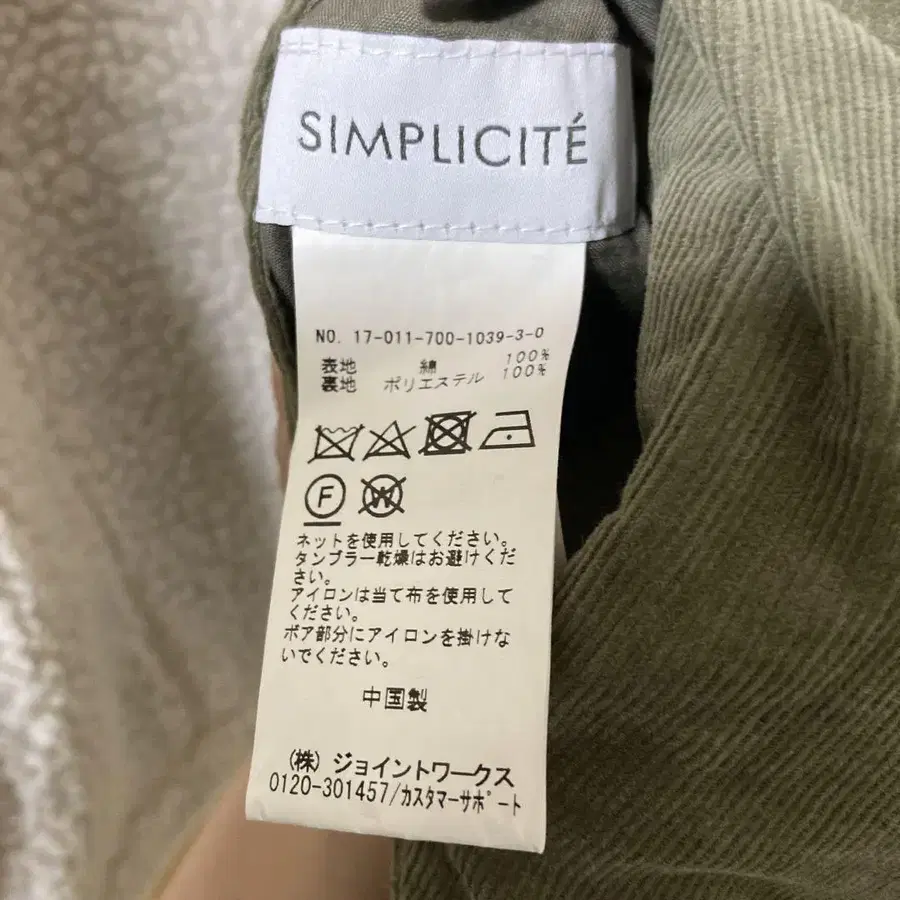 SIMPLICITÉ
NO. 17-011-700-1039-3-0
表地 綿 100%
裏地 ポリエステル 100%
F W
ネットを使用してください。
タンブラー乾燥はお避けくだ
さい。
アイロンは当て布を使用して
ください。
ボア部分にアイロンを掛けな
いでください。
中国製
(株) ジョイントワークス
0120-301457/カスタマーサポート